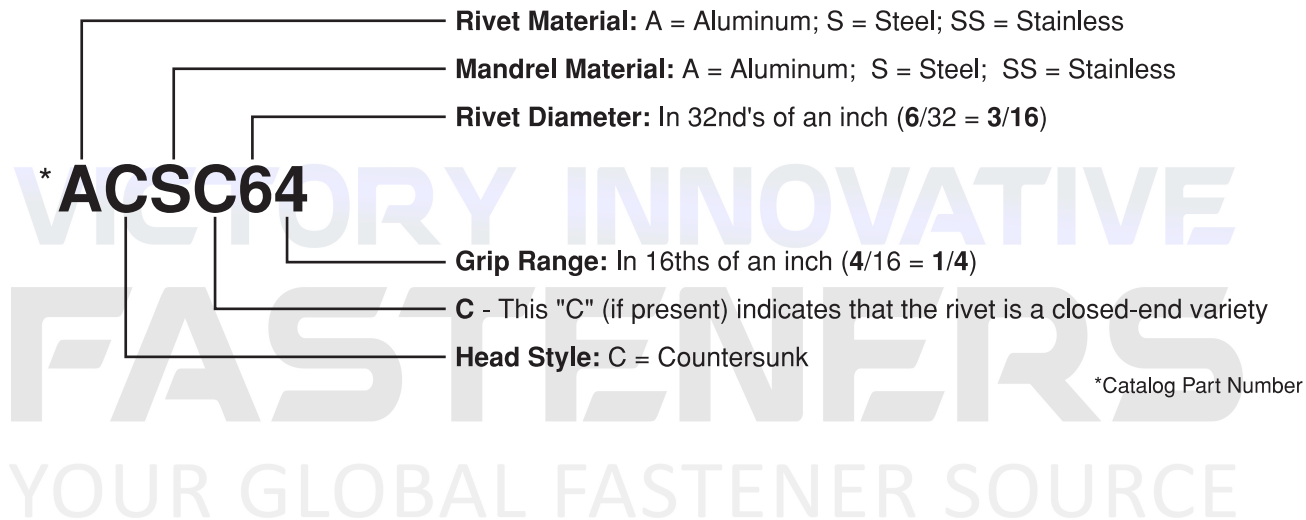 Rivet Material: A = Aluminum; S = Steel; SS = Stainless
Mandrel Material: A = Aluminum; S = Steel; SS = Stainless
Rivet Diameter: In 32nd's of an inch (6/32 = 3/16)
*ACSC64
VICTORY INNOVATIVE
Grip Range: In 16ths of an inch (4/16 = 1/4)
C - This "C" (if present) indicates that the rivet is a closed-end variety
FASTENERS
Head Style: C = Countersunk
*Catalog Part Number
YOUR GLOBAL FASTENER SOURCE